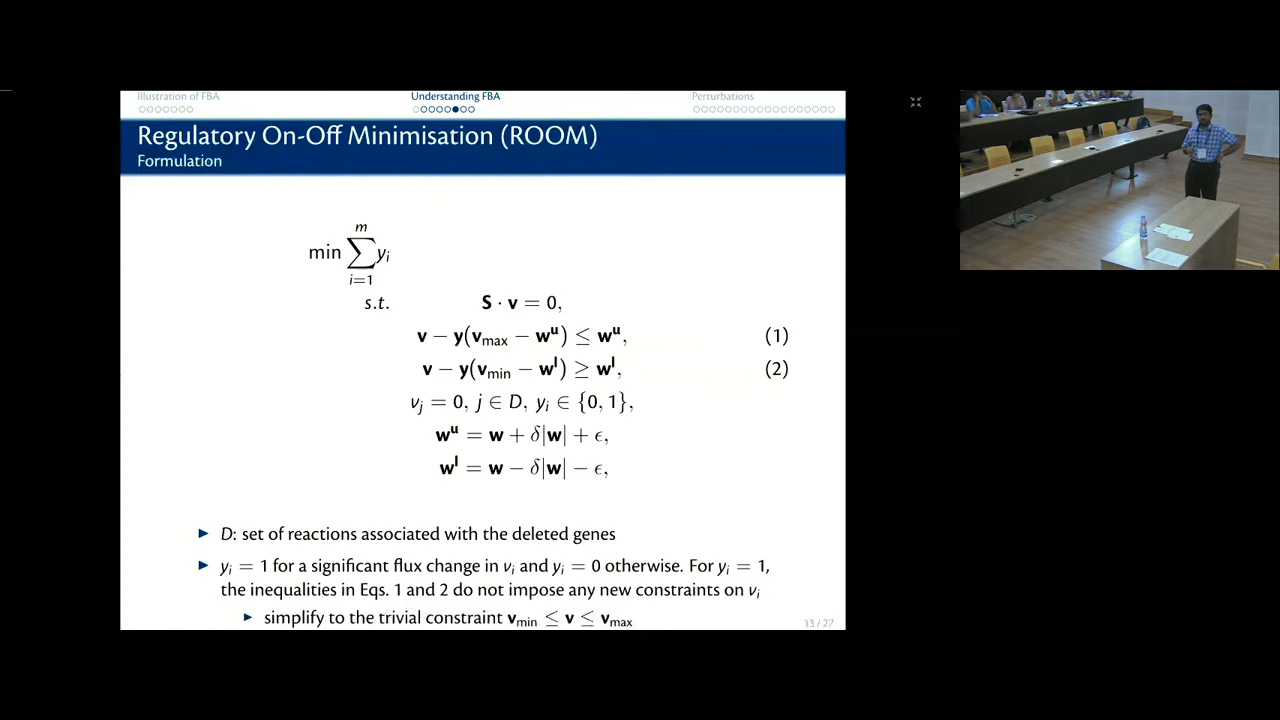 Illustration of FBA Understanding FBA Perturbations
Regulatory On-Off Minimisation (ROOM)
Formulation
min ∑_{i=1}^{m} y_i
s.t. S · v = 0,
v − y(v_max − w^u) ≤ w^u, (1)
v − y(v_min − w^l) ≥ w^l, (2)
v_j = 0, j ∈ D, y_i ∈ {0, 1},
w^u = w + δ|w| + ϵ,
w^l = w − δ|w| − ϵ,
D: set of reactions associated with the deleted genes
y_i = 1 for a significant flux change in v_i and y_i = 0 otherwise. For y_i = 1,
the inequalities in Eqs. 1 and 2 do not impose any new constraints on v_i
simplify to the trivial constraint v_min ≤ v ≤ v_max
13 / 27